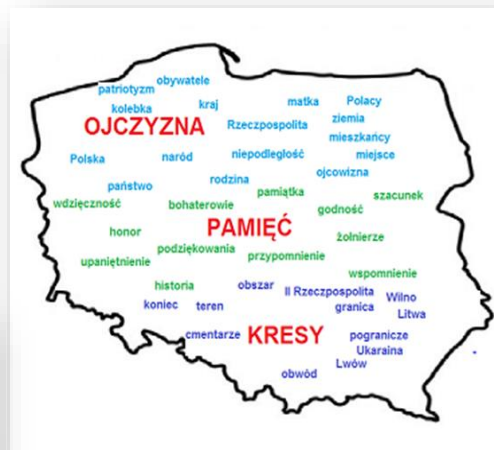 obywatele
patriotyzm
kolebka kraj matka Polacy
OJCZYZNA Rzeczpospolita ziemia
mieszkańcy
Polska naród niepodległość miejsce
państwo rodzina ojcowizna
wdzięczność bohaterowie pamiątka godność szacunek
honor PAMIĘĆ żołnierze
podziękowania
upaniętnienie przypomnienie
wspomnienie
historia obszar II Rzeczpospolita Wilno
koniec teren granica Litwa
cmentarze KRESY pogranicze
Ukaraina
obwód Lwów